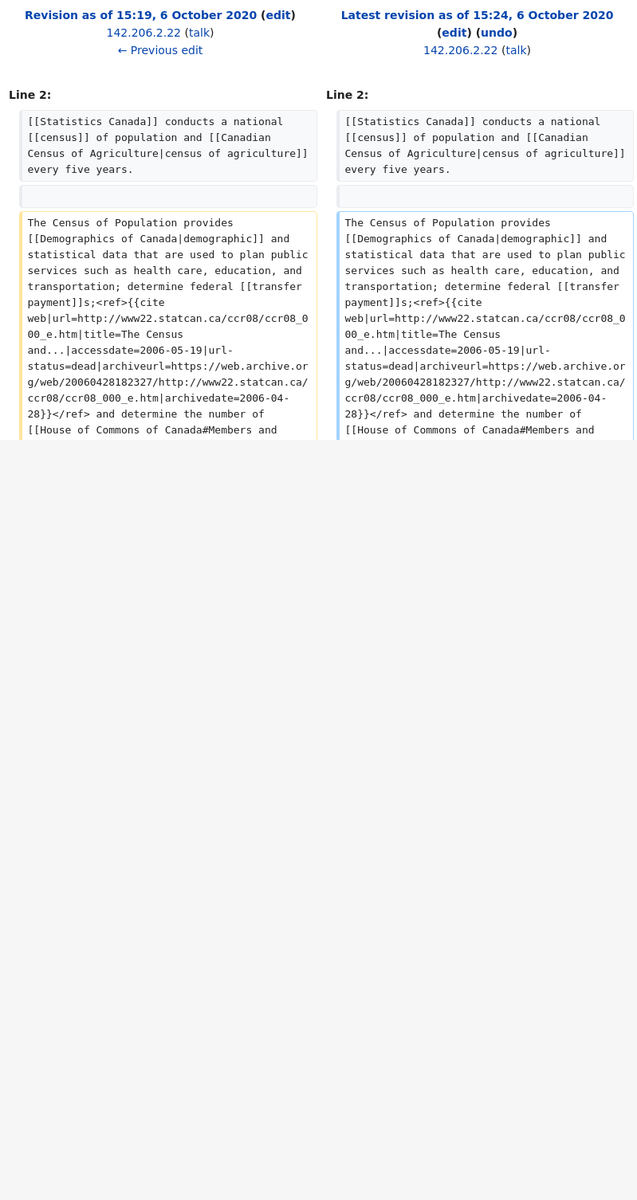 Revision as of 15:19, 6 October 2020 (edit)
142.206.2.22 (talk)
← Previous edit
Latest revision as of 15:24, 6 October 2020
(edit) (undo)
142.206.2.22 (talk)
Line 2:
[[Statistics Canada]] conducts a national
[[census]] of population and [[Canadian
Census of Agriculture|census of agriculture]]
every five years.
The Census of Population provides
[[Demographics of Canada|demographic]] and
statistical data that are used to plan public
services such as health care, education, and
transportation; determine federal [[transfer
payment]]s;<ref>{{cite
web|url=http://www22.statcan.ca/ccr08/ccr08_0
00_e.htm|title=The Census
and...|accessdate=2006-05-19|url-
status=dead|archiveurl=https://web.archive.or
g/web/20060428182327/http://www22.statcan.ca/
ccr08/ccr08_000_e.htm|archivedate=2006-04-
28}}</ref> and determine the number of
[[House of Commons of Canada#Members and
Line 2:
[[Statistics Canada]] conducts a national
[[census]] of population and [[Canadian
Census of Agriculture|census of agriculture]]
every five years.
The Census of Population provides
[[Demographics of Canada|demographic]] and
statistical data that are used to plan public
services such as health care, education, and
transportation; determine federal [[transfer
payment]]s;<ref>{{cite
web|url=http://www22.statcan.ca/ccr08/ccr08_0
00_e.htm|title=The Census
and...|accessdate=2006-05-19|url-
status=dead|archiveurl=https://web.archive.or
g/web/20060428182327/http://www22.statcan.ca/
ccr08/ccr08_000_e.htm|archivedate=2006-04-
28}}</ref> and determine the number of
[[House of Commons of Canada#Members and